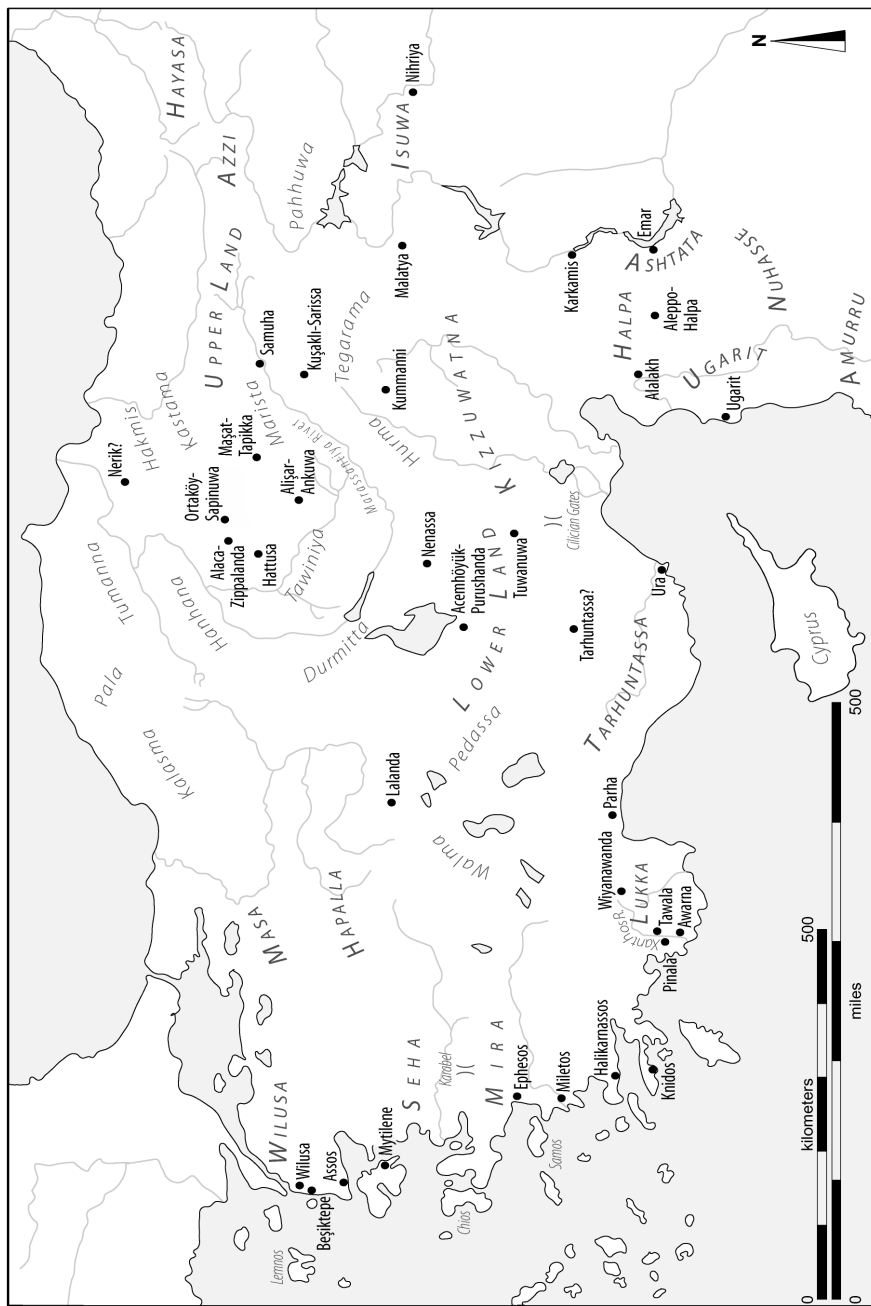 N
HAYASA
AZZI
UPPER LAND
Pahhuwa
ISUWA
Nihriya
Malatya
Samuha
Kuşaklı-Sarissa
Tegarama
Kummanni
Hurma
KIZZUWATNA
Karkamis
Emar
ASHTATA
HALPA
Aleppo-
Halpa
NUHASSE
Alalakh
UGARIT
Ugarit
AMURRU
Nerik?
Hakmis
Kastama
Maşat-
Tapikka
Marista
Marassantiya River
Ortaköy-
Sapinuwa
Alişar-
Ankuwa
Alaca-
Zippalanda
Hattusa
Tawiniya
Tumanna
Hanhana
Pala
Kalasma
Durmitta
Nenassa
Acemhöyük-
Purushanda
LOWER LAND
Tuwanuwa
Cilician Gates
Tarhuntassa?
Ura
TARHUNTASSA
Cyprus
Pedassa
Lalanda
Walma
Parha
Wiyanawanda
LUKKA
Tawala
Awarna
Xanthos R.
Pinala
MASA
HAPALLA
WILUSA
Wilusa
Beşiktepe
Assos
Mytilene
Lemnos
SEHA
Karabel
Chios
MIRA
Ephesos
Samos
Miletos
Halikarnassos
Knidos
kilometers
0
500
0
500
miles